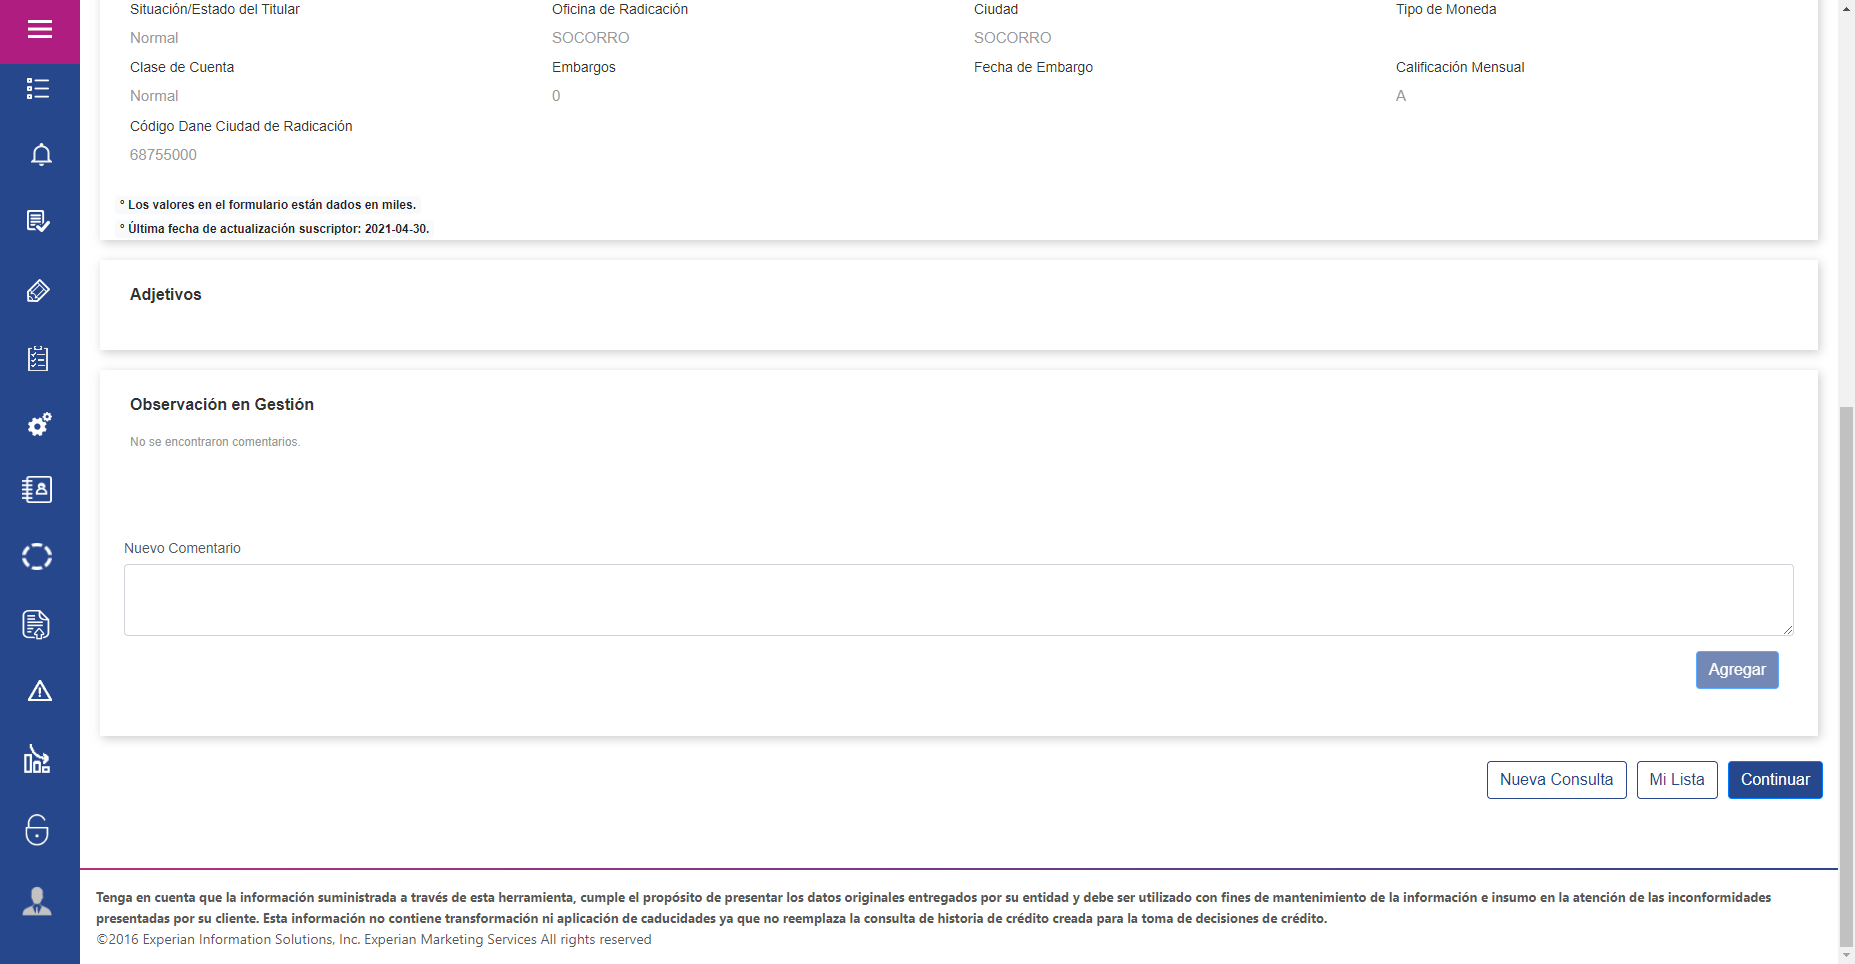 Situación/Estado del Titular Oficina de Radicación Ciudad Tipo de Moneda
Normal SOCORRO SOCORRO
Clase de Cuenta Embargos Fecha de Embargo Calificación Mensual
Normal 0 A
Código Dane Ciudad de Radicación
68755000
° Los valores en el formulario están dados en miles.
° Última fecha de actualización suscriptor: 2021-04-30.
Adjetivos
Observación en Gestión
No se encontraron comentarios.
Nuevo Comentario
Agregar
Nueva Consulta Mi Lista Continuar
Tenga en cuenta que la información suministrada a través de esta herramienta, cumple el propósito de presentar los datos originales entregados por su entidad y debe ser utilizado con fines de mantenimiento de la información e insumo en la atención de las inconformidades
presentadas por su cliente. Esta información no contiene transformación ni aplicación de caducidades ya que no reemplaza la consulta de historia de crédito creada para la toma de decisiones de crédito.
©2016 Experian Information Solutions, Inc. Experian Marketing Services All rights reserved